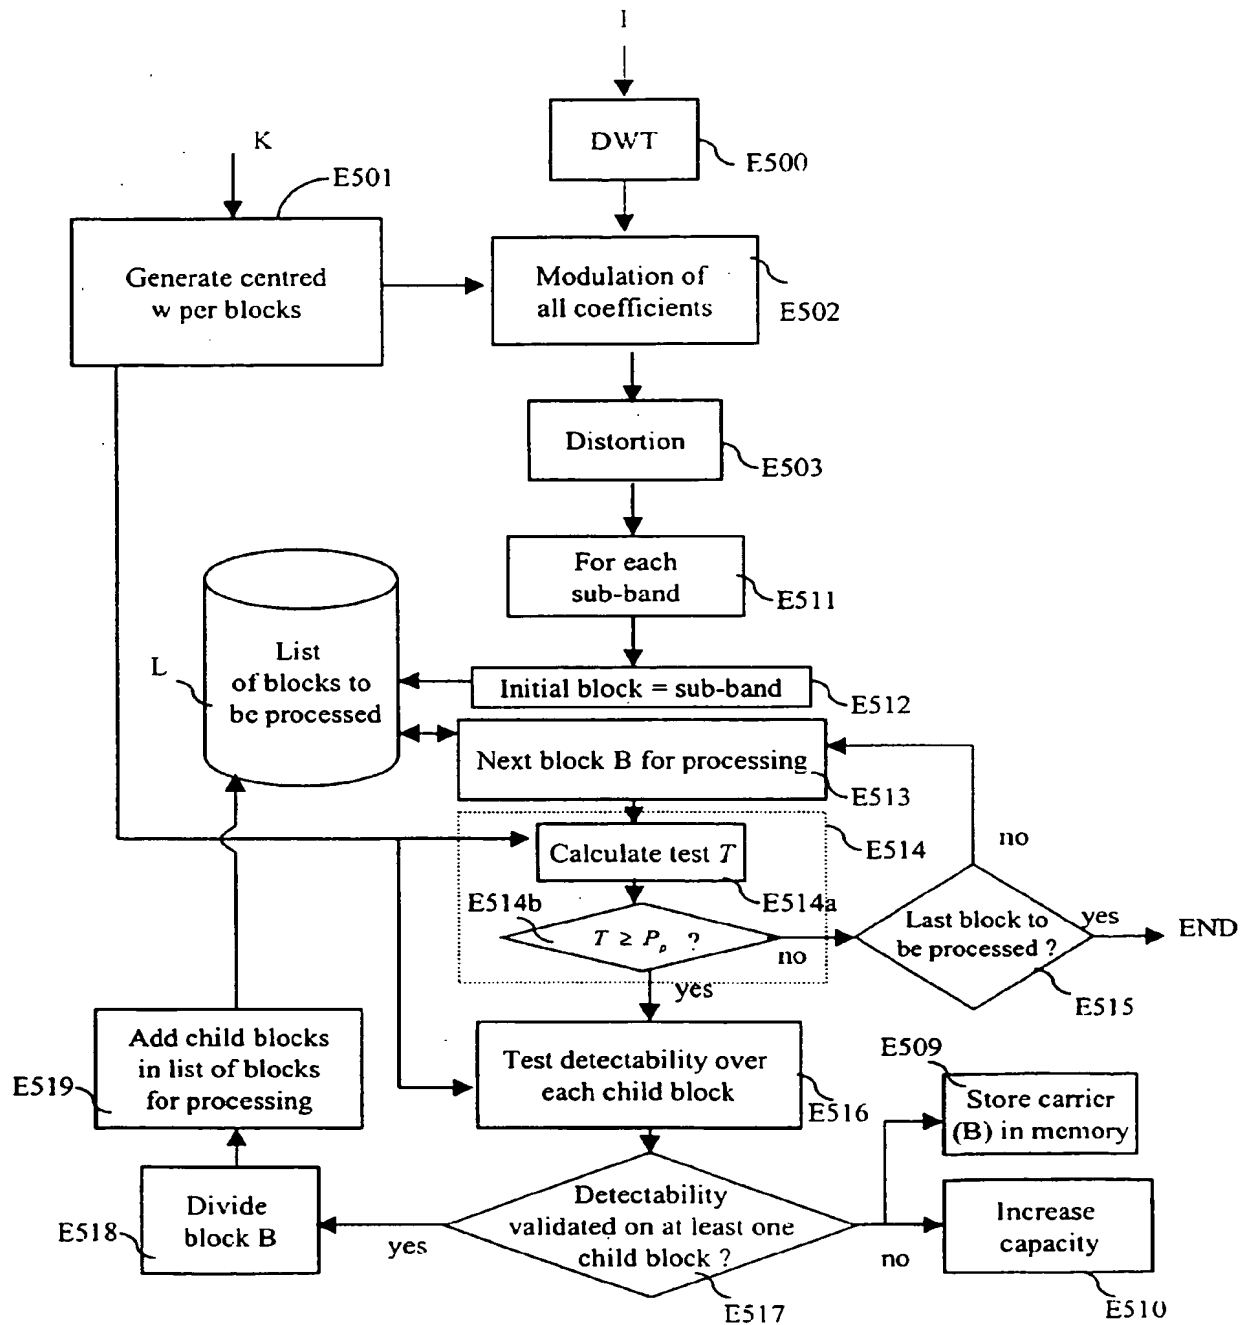 I
DWT
E500
K
E501
Generate centred
w per blocks
Modulation of
all coefficients
E502
Distortion
E503
For each
sub-band
E511
L
List
of blocks to
be processed
Initial block = sub-band
E512
Next block B for processing
E513
Calculate test T
E514
E514a
E514b
T ≥ Pp ?
no
yes
no
Last block to
be processed ?
yes
END
E515
Add child blocks
in list of blocks
for processing
E519
Test detectability over
each child block
E516
E509
Store carrier
(B) in memory
Divide
block B
E518
yes
Detectability
validated on at least one
child block ?
E517
no
Increase
capacity
E510